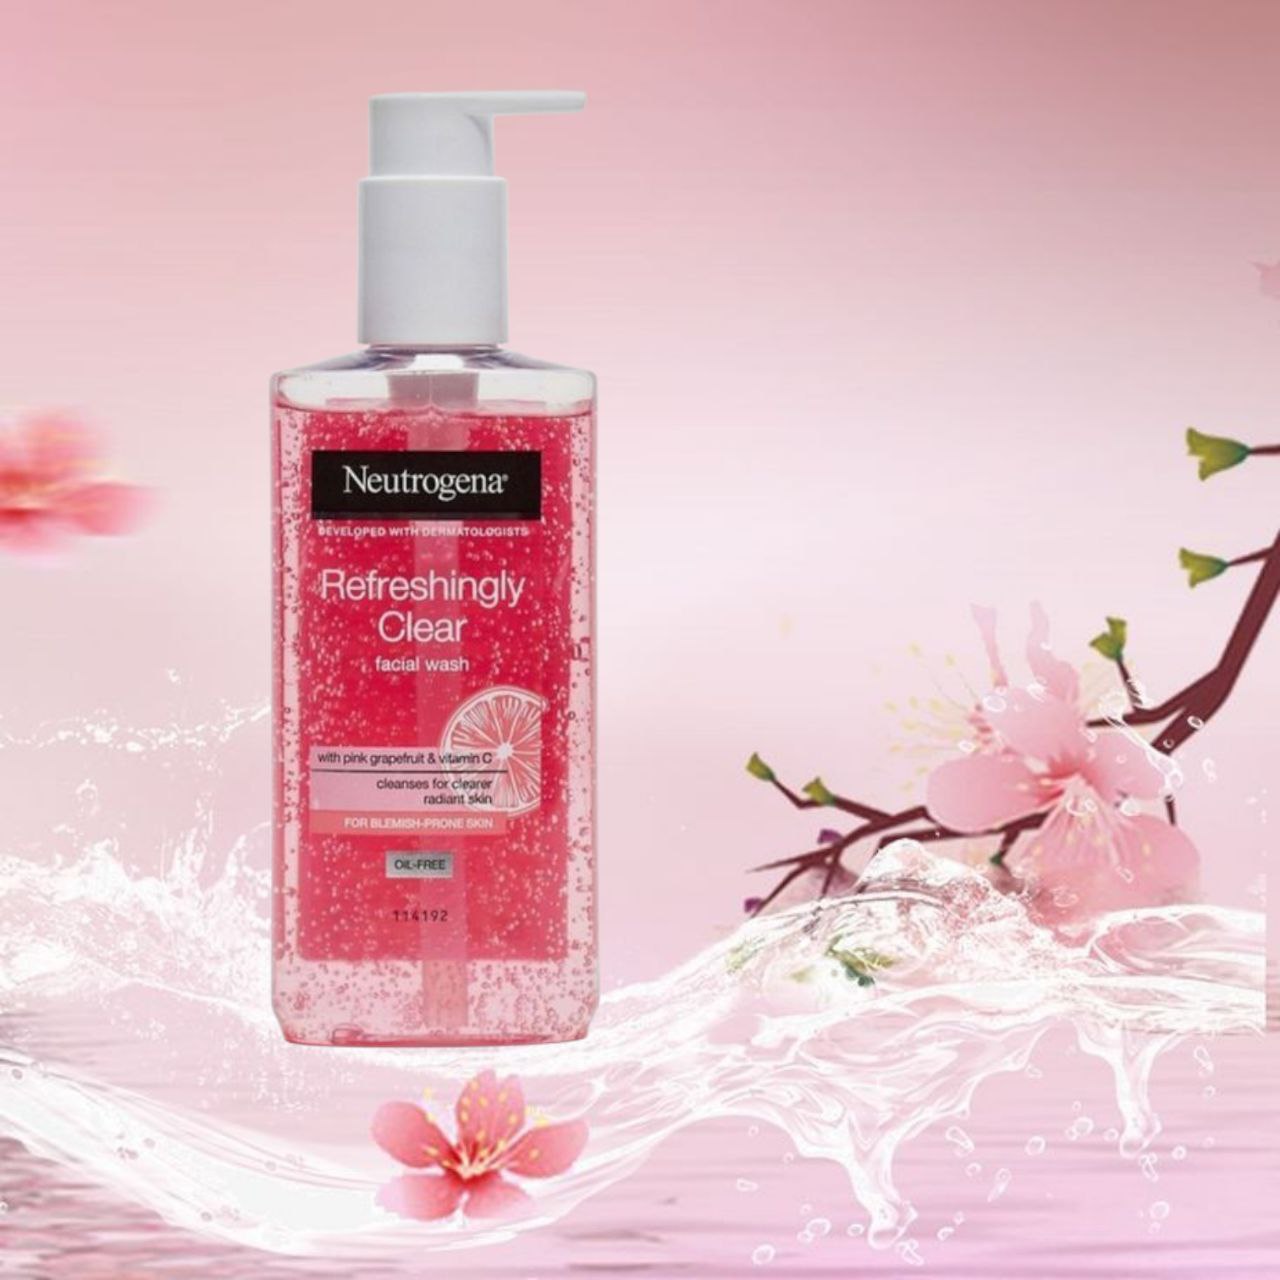 Neutrogena®
DEVELOPED WITH DERMATOLOGISTS
Refreshingly
Clear
facial wash
with pink grapefruit & vitamin C
cleanses for clearer
radiant skin
FOR BLEMISH-PRONE SKIN
OIL-FREE
114192